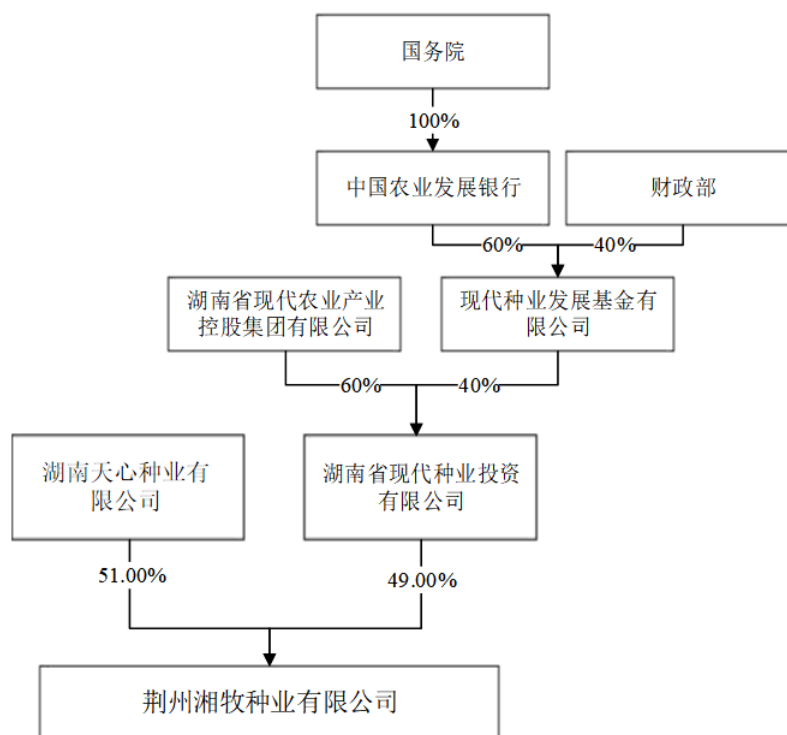 国务院
100%
中国农业发展银行
财政部
60%
40%
湖南省现代农业产业
控股集团有限公司
现代种业发展基金有
限公司
60%
40%
湖南天心种业有
限公司
湖南省现代种业投资
有限公司
51.00%
49.00%
荆州湘牧种业有限公司